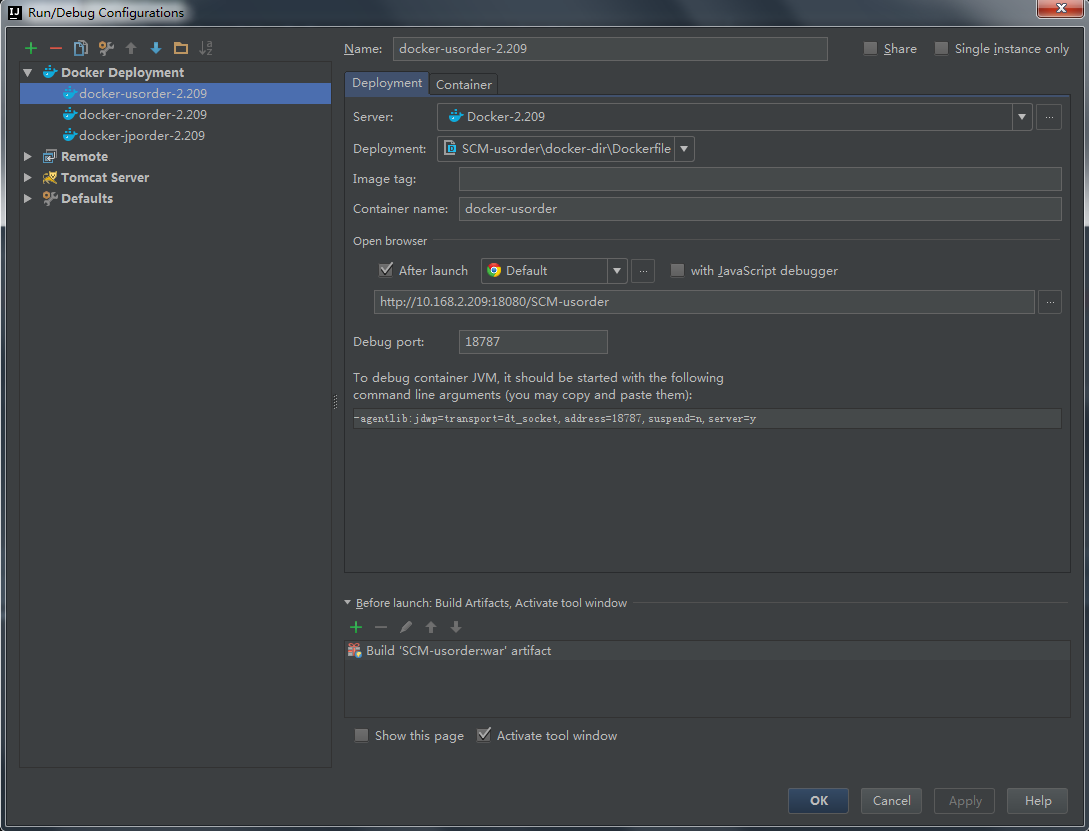 Run/Debug Configurations
Name: docker-usorder-2.209 Share Single instance only
Docker Deployment
docker-usorder-2.209
docker-cnorder-2.209
docker-jporder-2.209
Remote
Tomcat Server
Defaults
Deployment Container
Server: Docker-2.209
Deployment: SCM-usorder\docker-dir\Dockerfile
Image tag:
Container name: docker-usorder
Open browser
After launch Default ... with JavaScript debugger
http://10.168.2.209:18080/SCM-usorder ...
Debug port: 18787
To debug container JVM, it should be started with the following
command line arguments (you may copy and paste them):
-agentlib:jdwp=transport=dt_socket,address=18787,suspend=n,server=y
Before launch: Build Artifacts, Activate tool window
Build 'SCM-usorder:war' artifact
Show this page Activate tool window
OK Cancel Apply Help